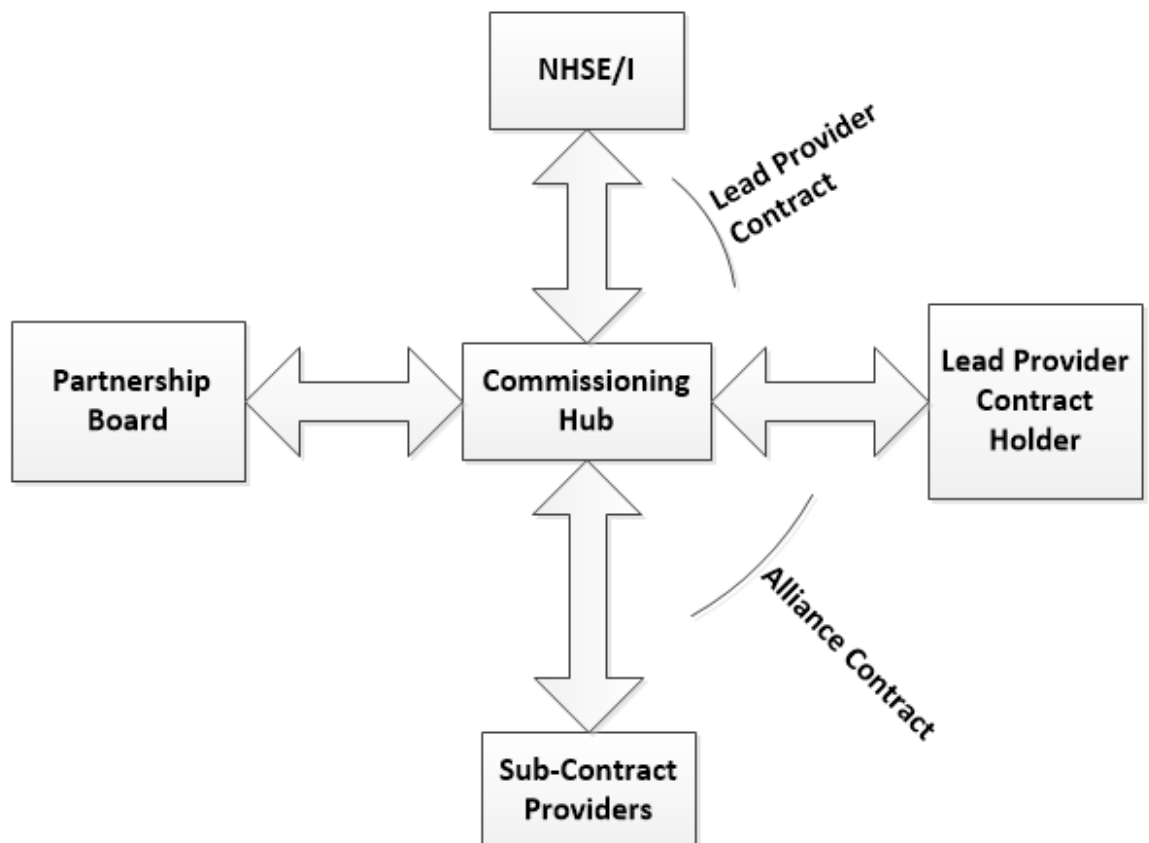 NHSE/I
Lead Provider
Contract
Partnership
Board
Commissioning
Hub
Lead Provider
Contract
Holder
Alliance Contract
Sub-Contract
Providers